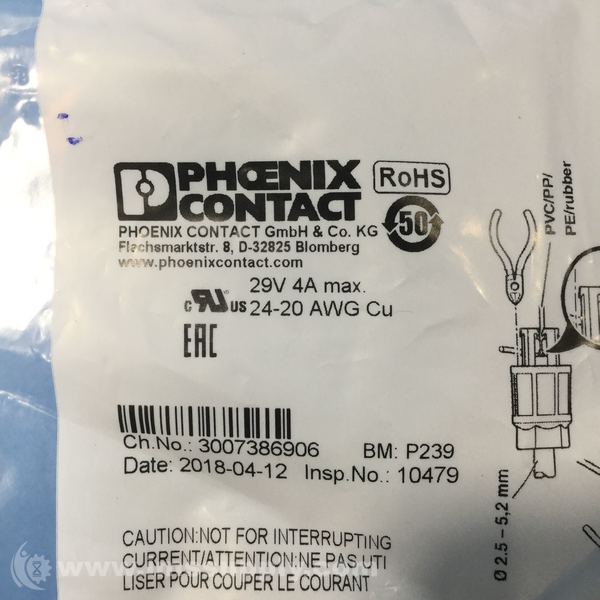 PHŒNIX
CONTACT
RoHS
PHOENIX CONTACT GmbH & Co. KG
Flachsmarktstr. 8, D-32825 Blomberg
www.phoenixcontact.com
50
29V 4A max.
c RU US 24-20 AWG Cu
EAC
Ch.No.: 3007386906 BM: P239
Date: 2018-04-12 Insp.No.: 10479
CAUTION:NOT FOR INTERRUPTING
CURRENT/ATTENTION:NE PAS UTI
LISER POUR COUPER LE COURANT
PVC/PP/
PE/rubber
Ø 2.5 – 5,2 mm